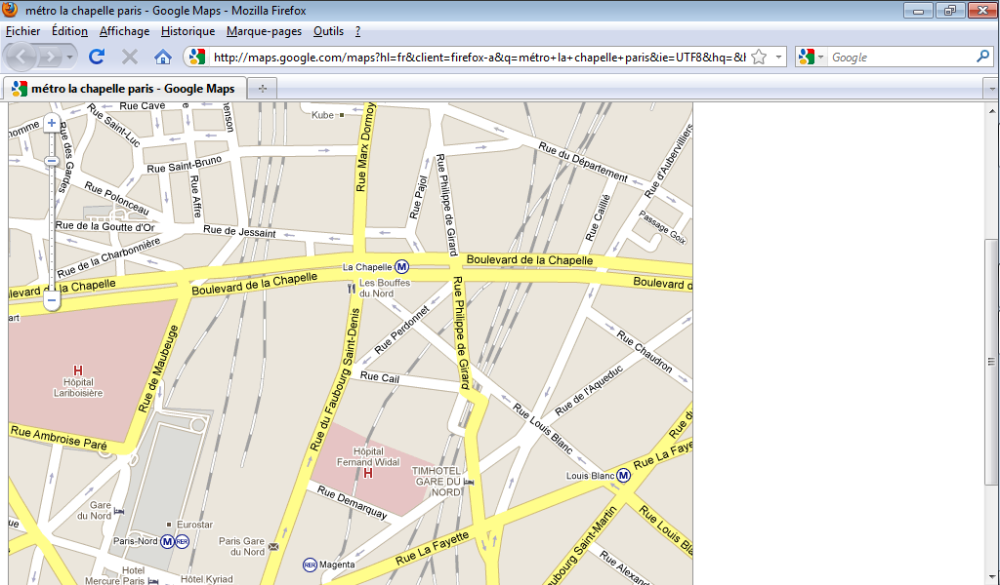 métro la chapelle paris - Google Maps - Mozilla Firefox
Fichier Édition Affichage Historique Marque-pages Outils ?
http://maps.google.com/maps?hl=fr&client=firefox-a&q=métro+la+chapelle+paris&ie=UTF8&hq=&
Google
métro la chapelle paris - Google Maps
Rue Cavé
Kube
Rue Marx Dormoy
Rue Saint-Luc
Rue des Gardes
Rue du Département
Rue d'Aubervilliers
Rue Saint-Bruno
Rue Polonceau
Rue Affre
Rue Pajol
Rue Philippe de Girard
Rue Caillié
Passage Goix
Rue de la Goutte d'Or
Rue de Jessaint
Rue de la Charbonnière
La Chapelle M
Boulevard de la Chapelle
levard de la Chapelle
Boulevard de la Chapelle
Boulevard d
Les Bouffes
du Nord
art
Rue Philippe de Girard
Rue Perdonnet
Rue du Faubourg Saint-Denis
Rue de Maubeuge
Rue Chaudron
H
Hôpital
Lariboisière
Rue Cail
Rue de l'Aqueduc
Rue Louis Blanc
Rue Ambroise Paré
Rue d
Rue La Faye
Hôpital
Fernand Widal
H
TIMHOTEL
GARE DU
NORD
Louis Blanc M
Rue Demarquay
Gare
du Nord
Eurostar
Paris-Nord M RER
Paris Gare
du Nord
Rue La Fayette
aubourg Saint-Martin
Rue Louis Bla
ue
RER Magenta
Rue Alexan
Hotel
Mercure Paris
Hôtel Kyriad